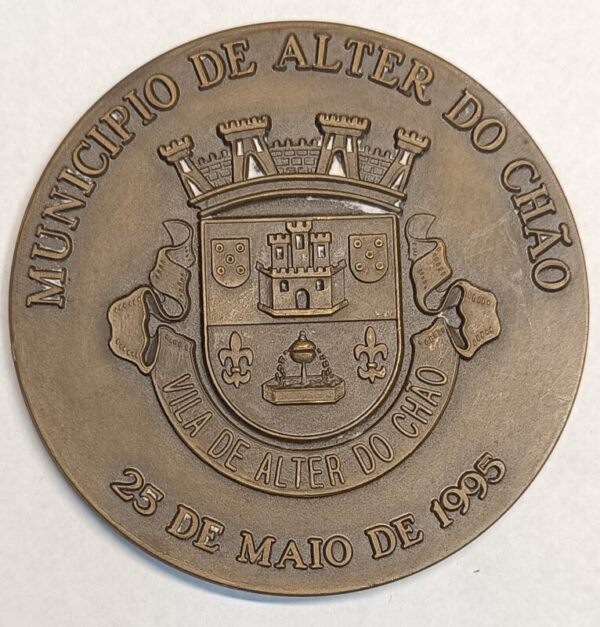 MUNICIPIO DE ALTER DO CHÃO
VILA DE ALTER DO CHÃO
25 DE MAIO DE 1995